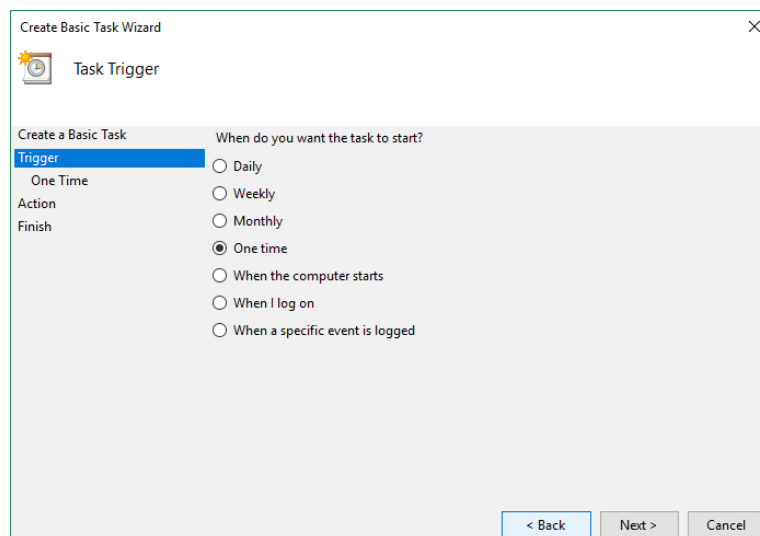 Create Basic Task Wizard
Task Trigger
Create a Basic Task
Trigger
One Time
Action
Finish
When do you want the task to start?
Daily
Weekly
Monthly
One time
When the computer starts
When I log on
When a specific event is logged
< Back
Next >
Cancel